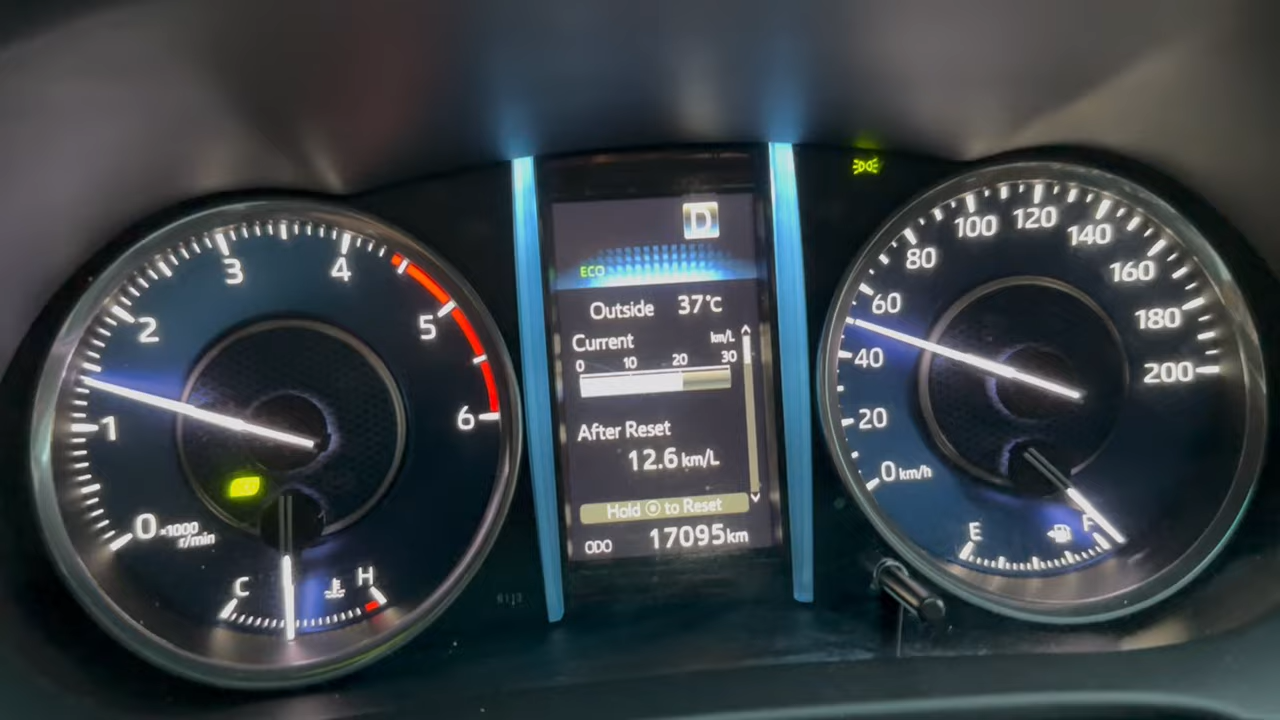 0
1
2
3
4
5
6
x1000
r/min
C
H
D
ECO
Outside 37°C
Current km/L
0 10 20 30
After Reset
12.6 km/L
Hold ⊙ to Reset
ODO 17095 km
0 km/h
20
40
60
80
100
120
140
160
180
200
E
F